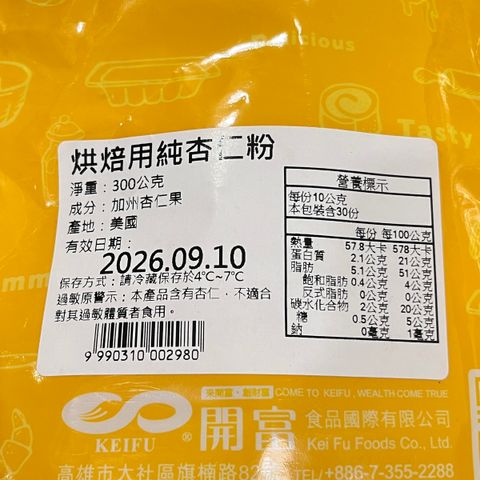 Delicious
Tasty
烘焙用純杏仁粉
淨重：300公克
成分：加州杏仁果
產地：美國
有效日期：
2026.09.10
保存方式：請冷藏保存於4°C~7°C
過敏原警示：本產品含有杏仁，不適合
對其過敏體質者食用。
9 990310 002980
營養標示
每份10公克
本包裝含30份
每份 每100公克
熱量 57.8大卡 578大卡
蛋白質 2.1公克 21公克
脂肪 5.1公克 51公克
飽和脂肪 0.4公克 4公克
反式脂肪 0公克 0公克
碳水化合物 2公克 20公克
糖 0.5公克 5公克
鈉 0毫克 1毫克
來開富．創財富 COME TO KEIFU , WEALTH COME TRUE
KEIFU ® 開富 食品國際有限公司
Kei Fu Foods Co., Ltd.
高雄市大社區旗楠路82 TEL/+886-7-355-2288